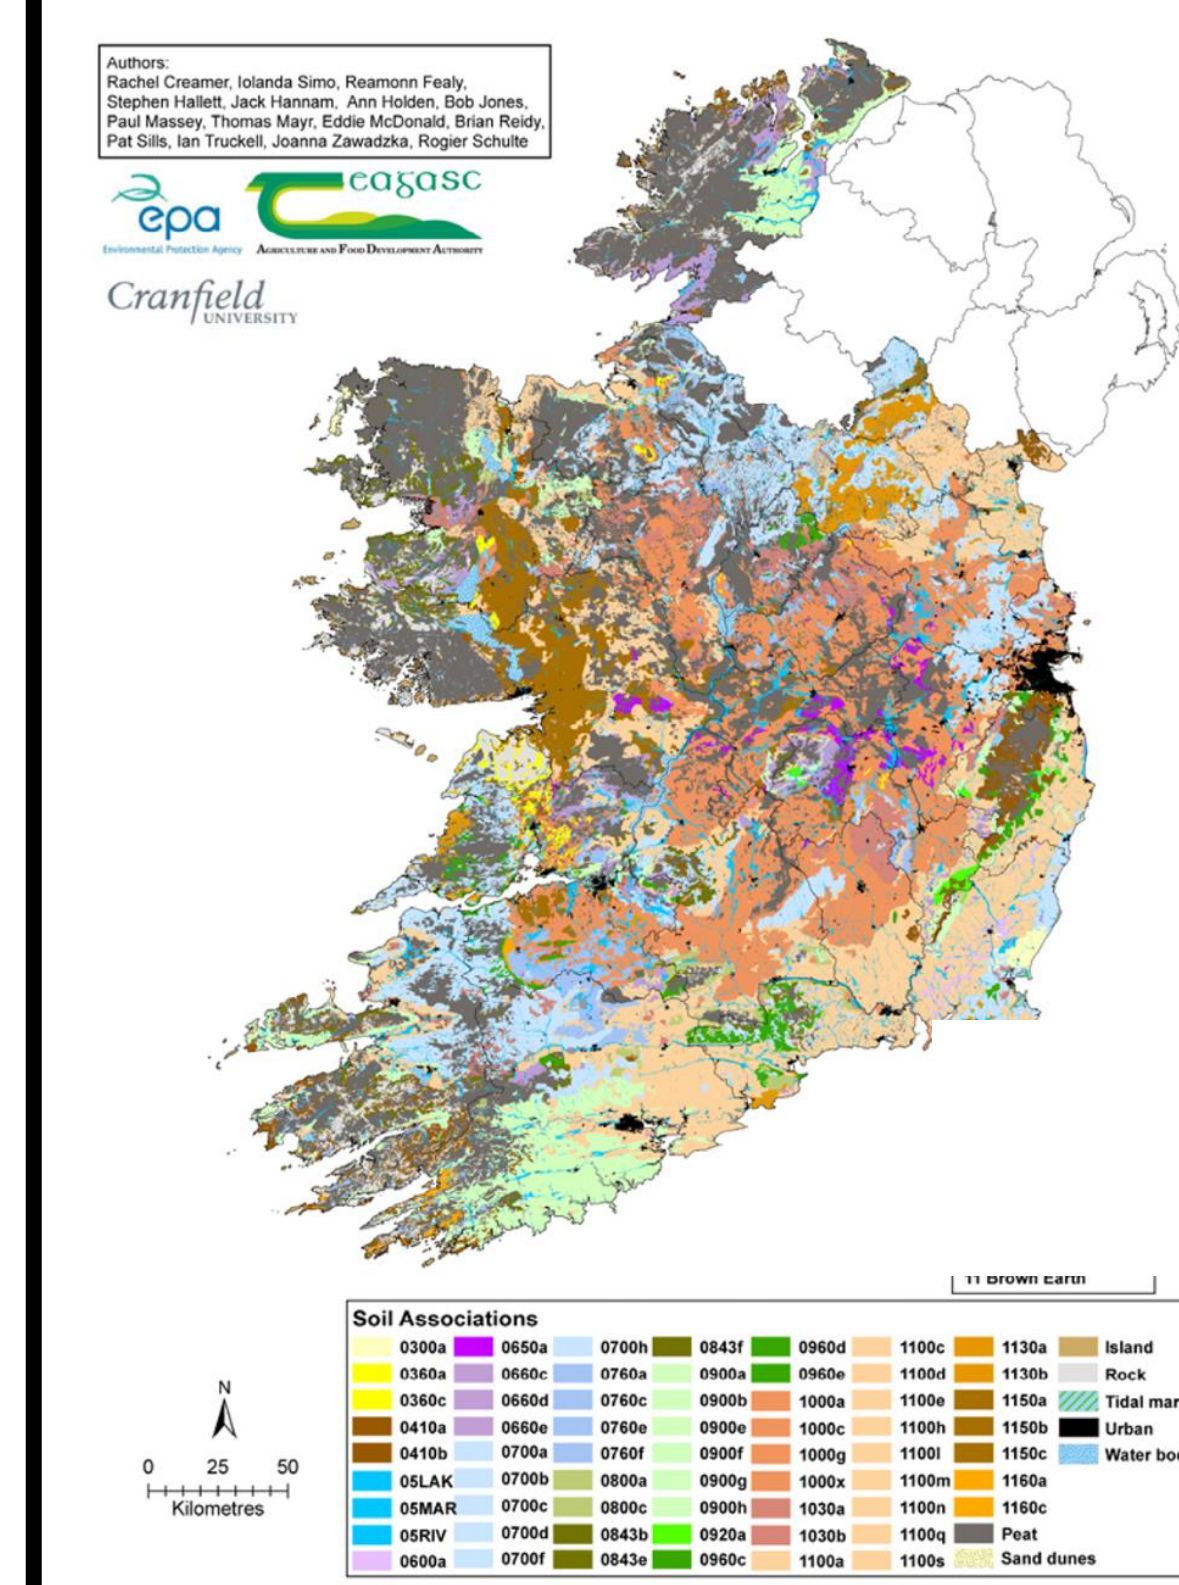 Authors:
Rachel Creamer, Iolanda Simo, Reamonn Fealy,
Stephen Hallett, Jack Hannam, Ann Holden, Bob Jones,
Paul Massey, Thomas Mayr, Eddie McDonald, Brian Reidy,
Pat Sills, Ian Truckell, Joanna Zawadzka, Rogier Schulte
epa
Environmental Protection Agency
eagasc
AGRICULTURE AND FOOD DEVELOPMENT AUTHORITY
Cranfield
UNIVERSITY
11 Brown Earth
Soil Associations
0300a 0650a 0700h 0843f 0960d 1100c 1130a Island
0360a 0660c 0760a 0900a 0960e 1100d 1130b Rock
0360c 0660d 0760c 0900b 1000a 1100e 1150a Tidal mar
0410a 0660e 0760e 0900e 1000c 1100h 1150b Urban
0410b 0700a 0760f 0900f 1000g 1100l 1150c Water bo
05LAK 0700b 0800a 0900g 1000x 1100m 1160a
05MAR 0700c 0800c 0900h 1030a 1100n 1160c
05RIV 0700d 0843b 0920a 1030b 1100q Peat
0600a 0700f 0843e 0960c 1100a 1100s Sand dunes
N
0 25 50
Kilometres